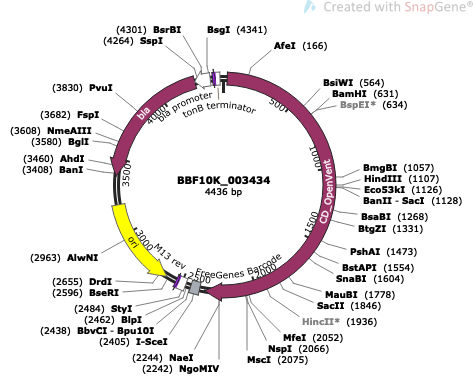 Created with SnapGene®
(4301) BsrBI
BsgI (4341)
(4264) SspI
AfeI (166)
BsiWI (564)
BamHI (631)
BspEI* (634)
(3830) PvuI
(3682) FspI
(3608) NmeAIII
(3580) BglI
(3460) AhdI
(3408) BanI
bla promoter
tonB terminator
bla
4000
500
1000
3500
BBF10K_003434
4436 bp
CD_OpenVent
BmgBI (1057)
HindIII (1107)
Eco53kI (1126)
BanII - SacI (1128)
BsaBI (1268)
BtgZI (1331)
1500
3000
ori
M13 rev
2500
FreeGenes Barcode
2000
PshAI (1473)
BstAPI (1554)
SnaBI (1604)
MauBI (1778)
SacII (1846)
HincII* (1936)
MfeI (2052)
NspI (2066)
MscI (2075)
(2963) AlwNI
(2655) DrdI
(2596) BseRI
(2484) StyI
(2462) BlpI
(2438) BbvCI - Bpu10I
(2405) I-SceI
(2244) NaeI
(2242) NgoMIV